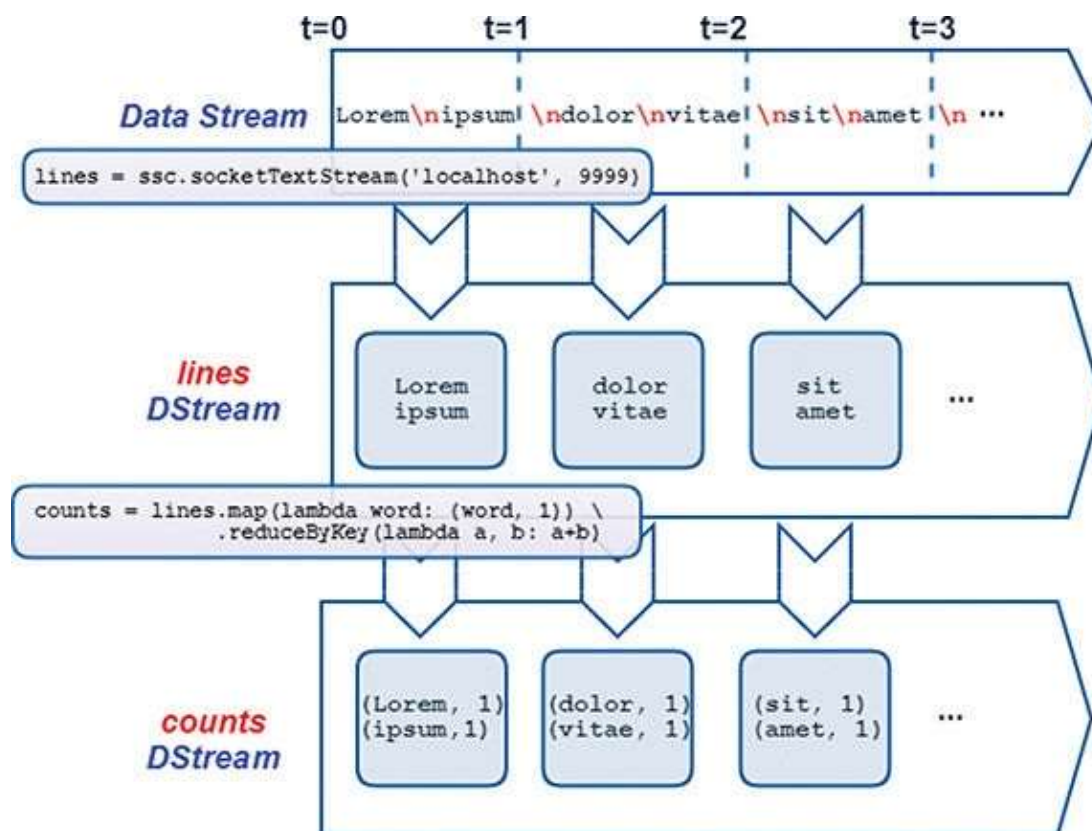 t=0 t=1 t=2 t=3
Data Stream
Lorem\nipsum \ndolor\nvitae \nsit\namet \n ...
lines = ssc.socketTextStream('localhost', 9999)
lines
DStream
Lorem
ipsum
dolor
vitae
sit
amet
...
counts = lines.map(lambda word: (word, 1)) \
.reduceByKey(lambda a, b: a+b)
counts
DStream
(Lorem, 1)
(ipsum,1)
(dolor, 1)
(vitae, 1)
(sit, 1)
(amet, 1)
...